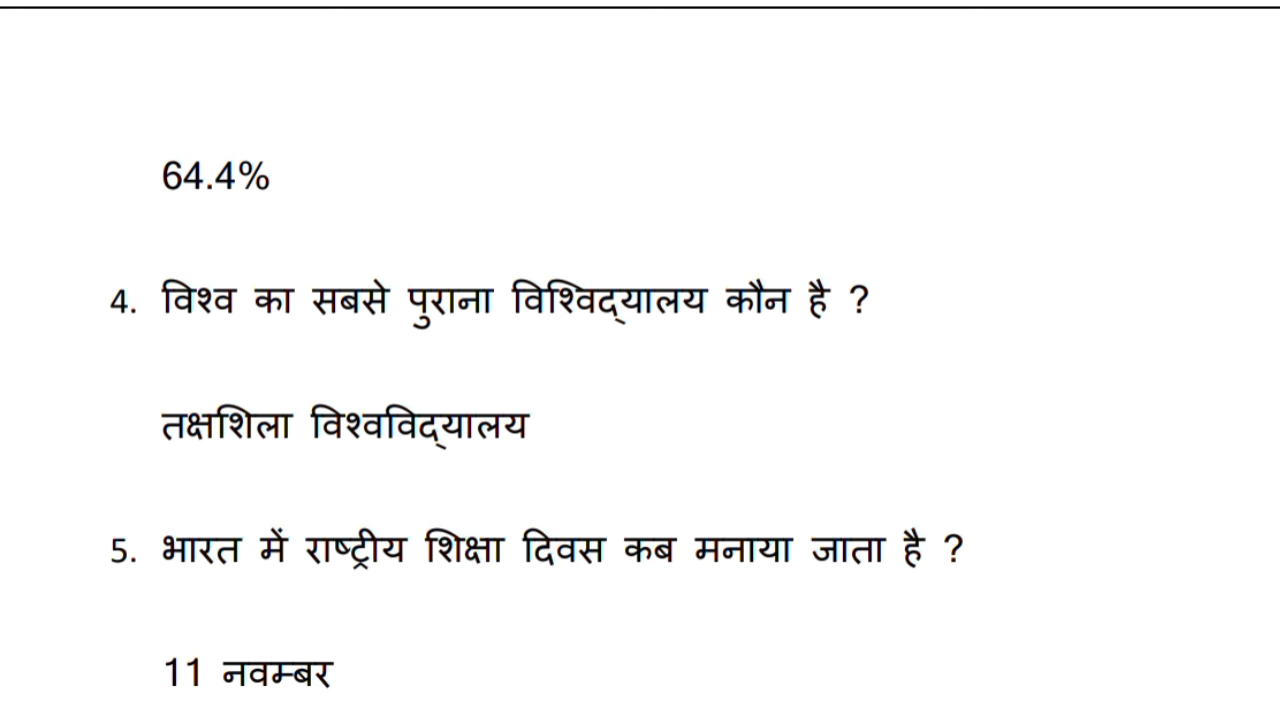 64.4%
4. विश्व का सबसे पुराना विश्विद्यालय कौन है ?
तक्षशिला विश्वविद्यालय
5. भारत में राष्ट्रीय शिक्षा दिवस कब मनाया जाता है ?
11 नवम्बर